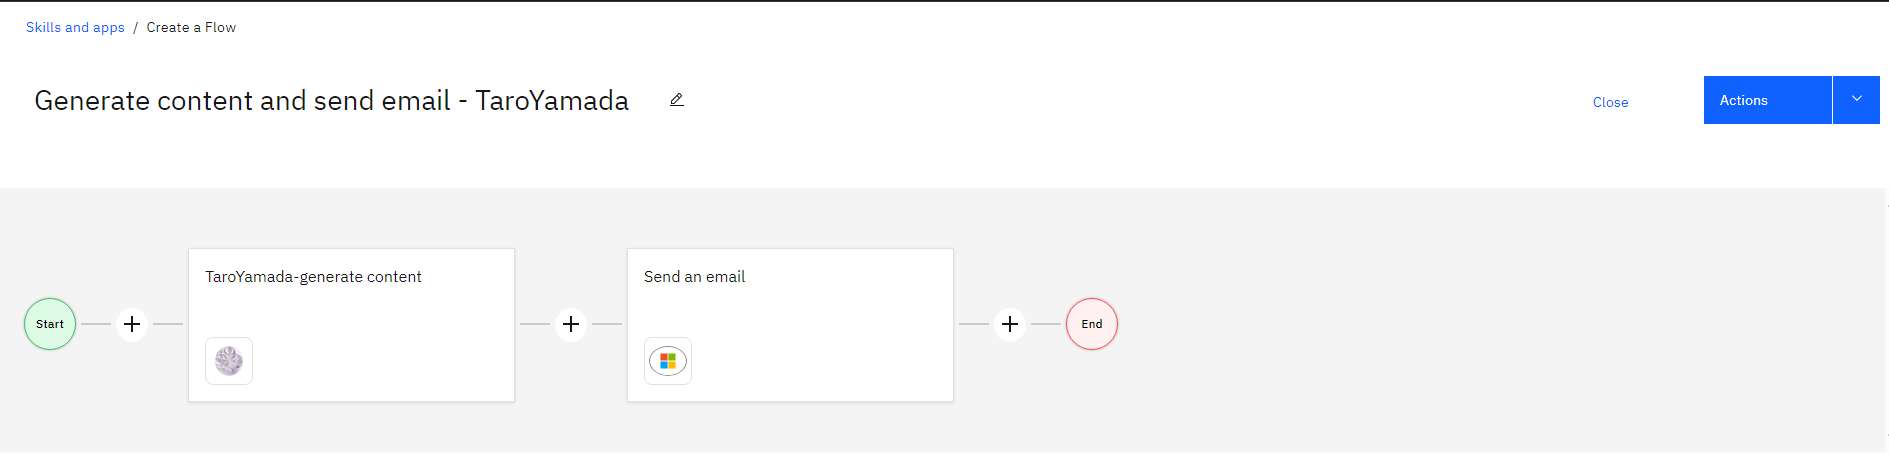 Skills and apps / Create a Flow
Generate content and send email - TaroYamada
Close
Actions
Start
TaroYamada-generate content
Send an email
End